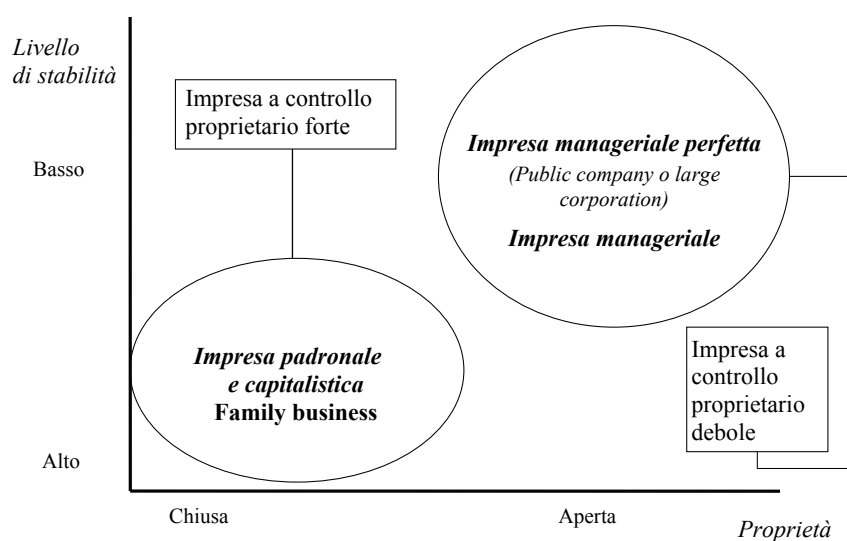 Livello
di stabilità
Impresa a controllo
proprietario forte
Basso
Impresa manageriale perfetta
(Public company o large
corporation)
Impresa manageriale
Impresa padronale
e capitalistica
Family business
Impresa a
controllo
proprietario
debole
Alto
Chiusa
Aperta
Proprietà